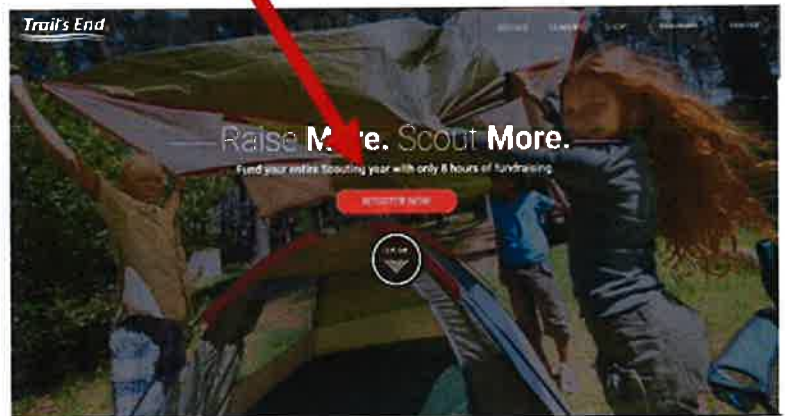 Trail's End
SHOP
Raise More. Scout More.
Fund your entire Scouting year with only 8 hours of fundraising
REGISTER NOW